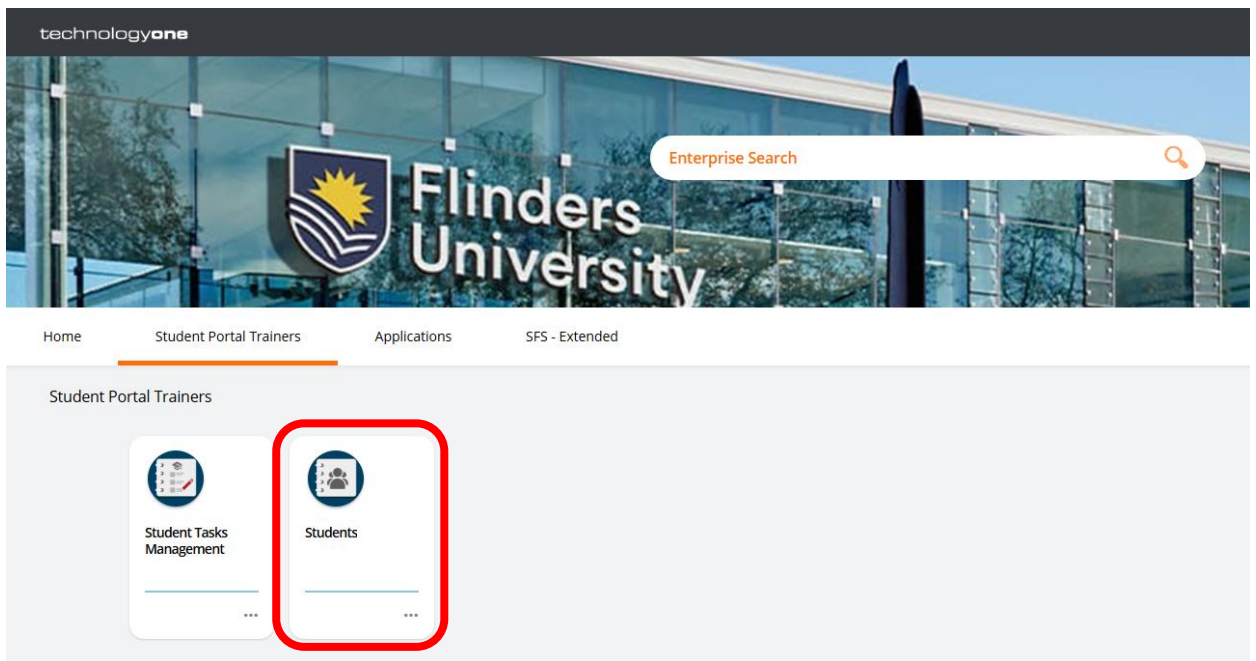 technologyone
Enterprise Search
Flinders
University
Home
Student Portal Trainers
Applications
SFS - Extended
Student Portal Trainers
Student Tasks
Management
Students